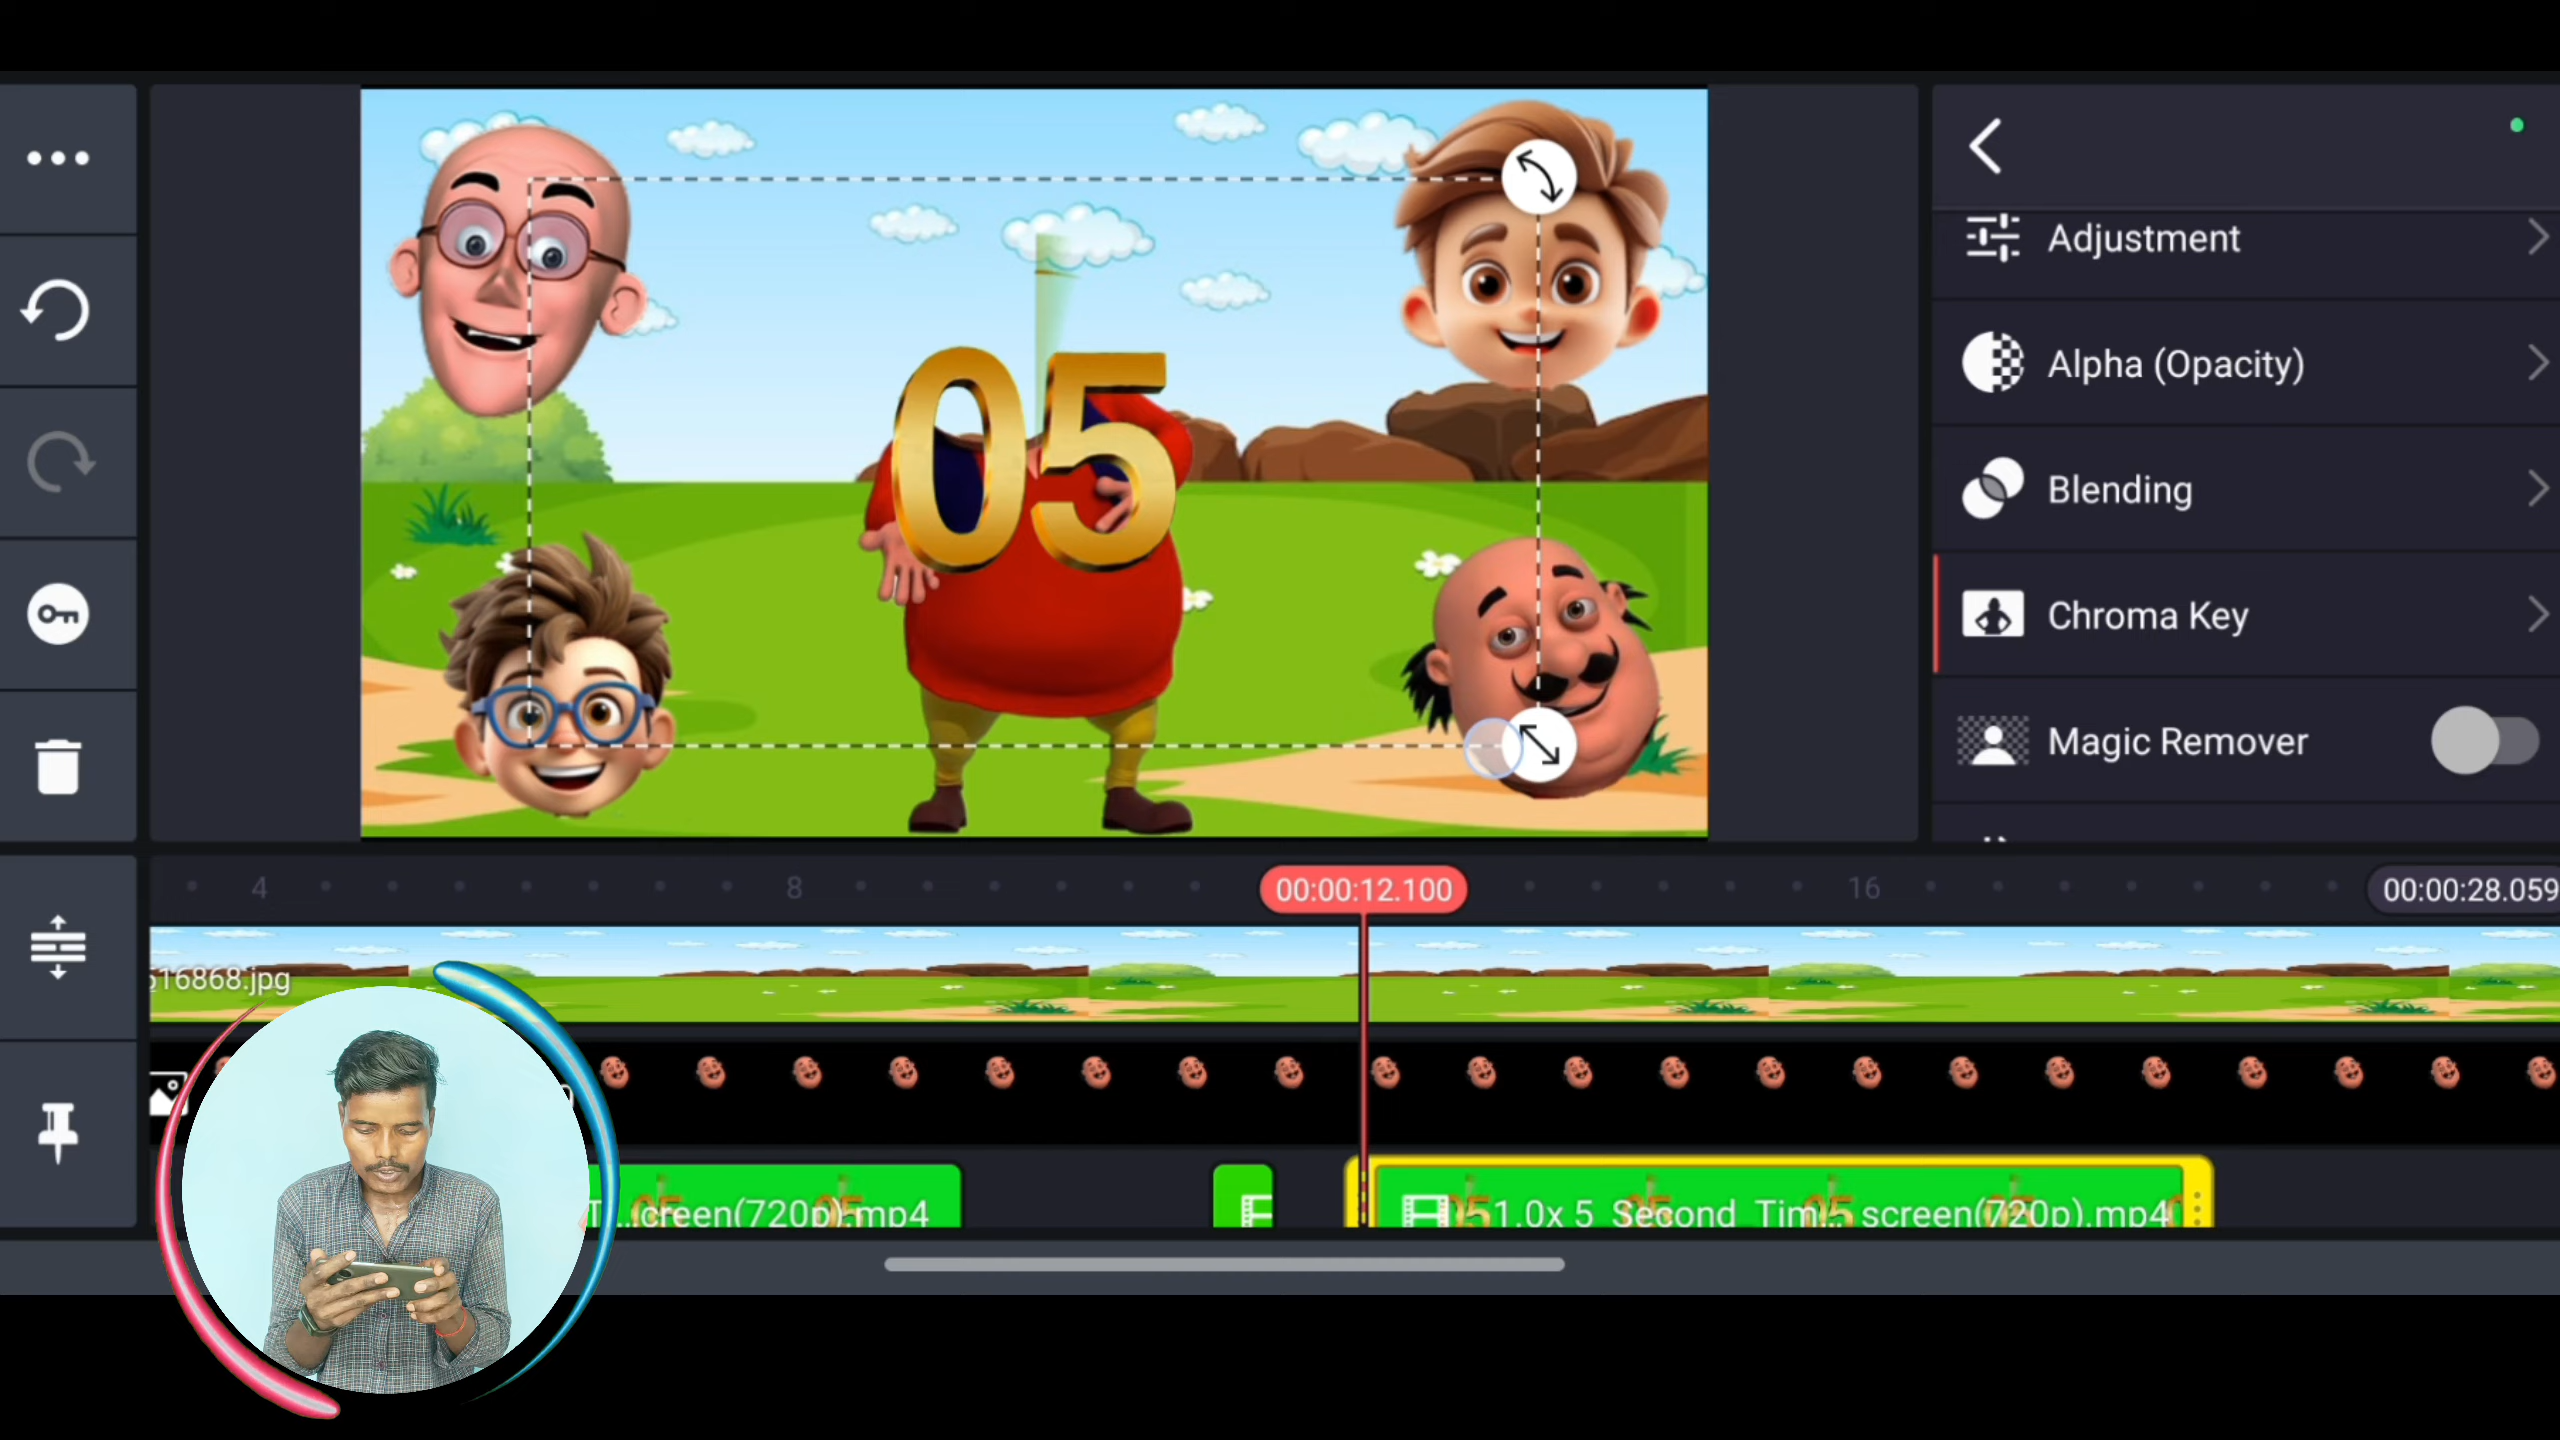 Adjustment
Alpha (Opacity)
Blending
Chroma Key
Magic Remover
05
4
8
00:00:12.100
16
00:00:28.059
516868.jpg
T...creen(720p).mp4
1.0x 5 Second Tim... screen(720p).mp4